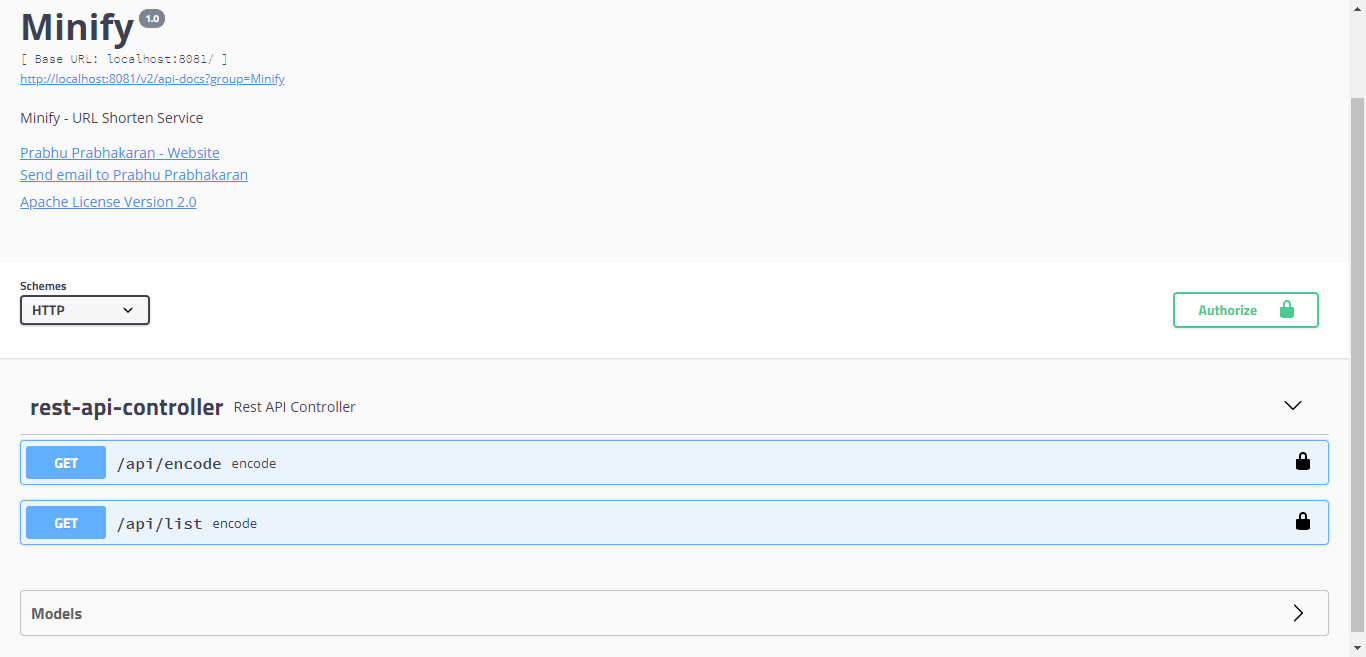 Minify 1.0
[ Base URL: localhost:8081/ ]
http://localhost:8081/v2/api-docs?group=Minify
Minify - URL Shorten Service
Prabhu Prabhakaran - Website
Send email to Prabhu Prabhakaran
Apache License Version 2.0
Schemes
HTTP
Authorize
rest-api-controller Rest API Controller
GET /api/encode encode
GET /api/list encode
Models